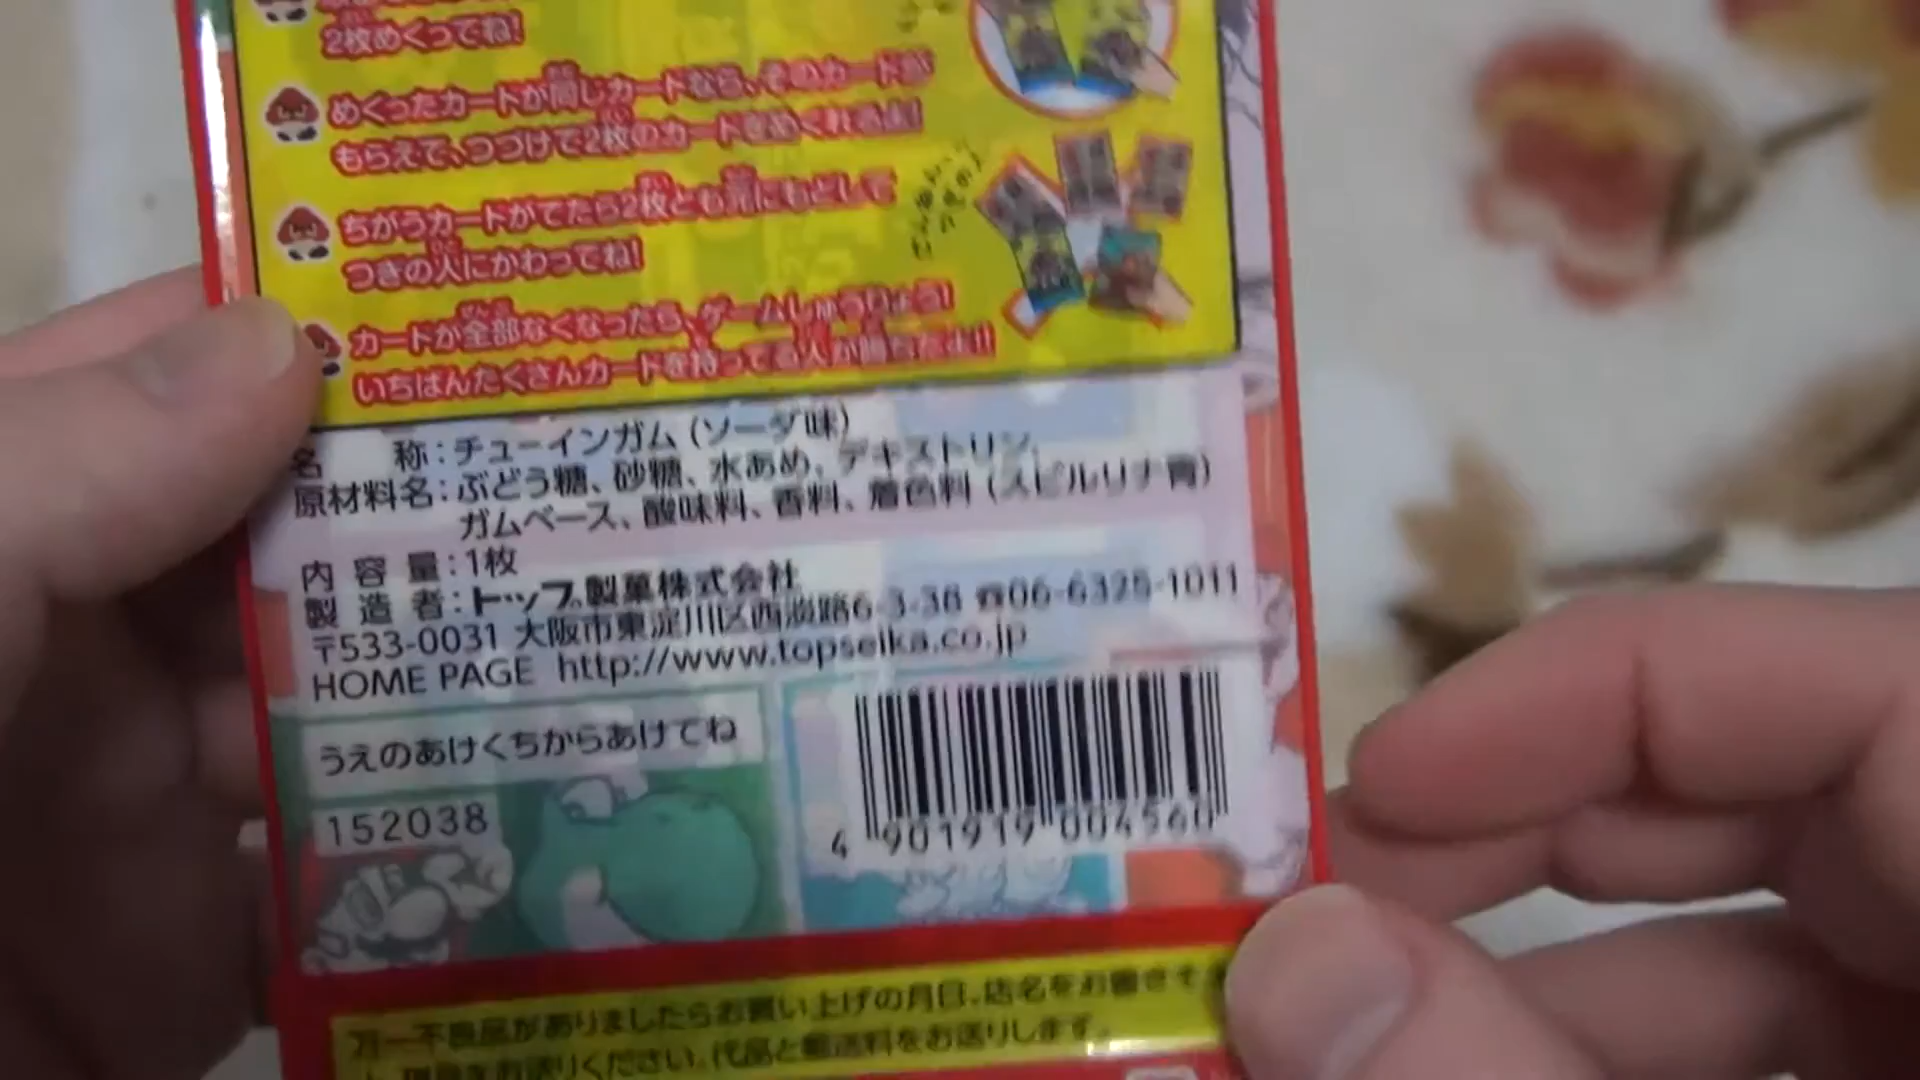 2枚めくってね!
めくったカードが同じカードなら、そのカードが
もらえて、つづけて2枚のカードをめくれるよ!
ちがうカードがでたら2枚とも元にもどして
つぎの人にかわってね!
カードが全部なくなったら、ゲームしゅうりょう!
いちばんたくさんカードを持ってる人が勝ちだよ!!
名 称:チューインガム(ソーダ味)
原材料名:ぶどう糖、砂糖、水あめ、デキストリン、
ガムベース、酸味料、香料、着色料(スピルリナ青)
内 容 量:1枚
製 造 者:トップ製菓株式会社
〒533-0031 大阪市東淀川区西淡路6-3-38 ☎06-6325-1011
HOME PAGE http://www.topseika.co.jp
うえのあけくちからあけてね
152038
4 901919 004540
万一不良品がありましたらお買い上げの月日、店名をお書きそ
現品をお送りください。代品と郵送料をお送りします。